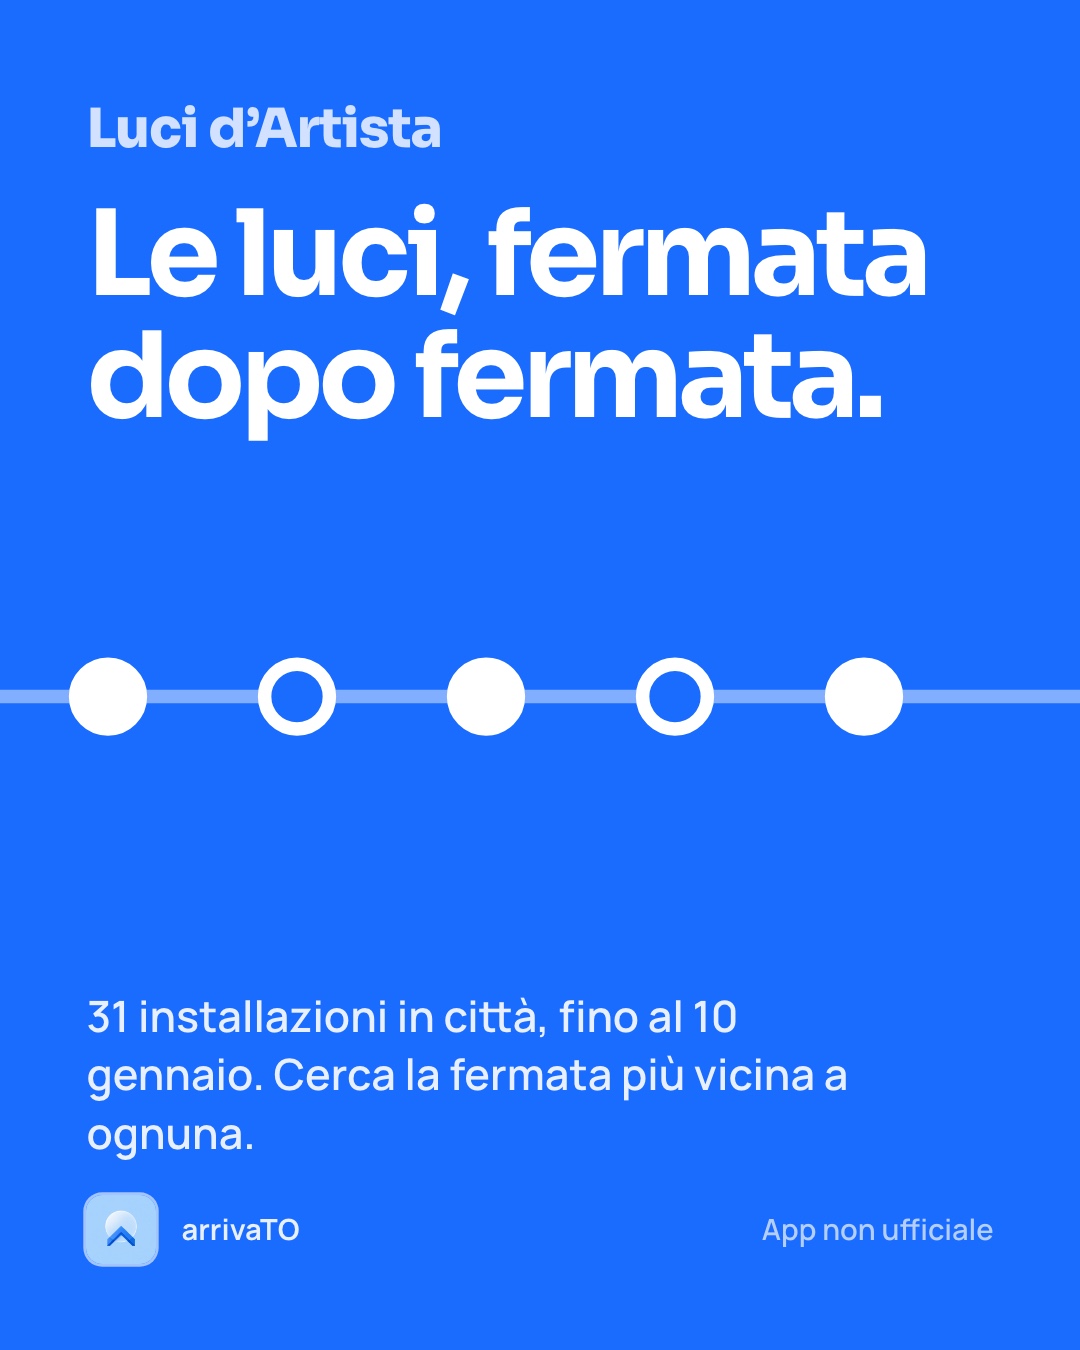 Luci d’Artista
Le luci, fermata
dopo fermata.
31 installazioni in città, fino al 10
gennaio. Cerca la fermata più vicina a
ognuna.
arrivaTO
App non ufficiale